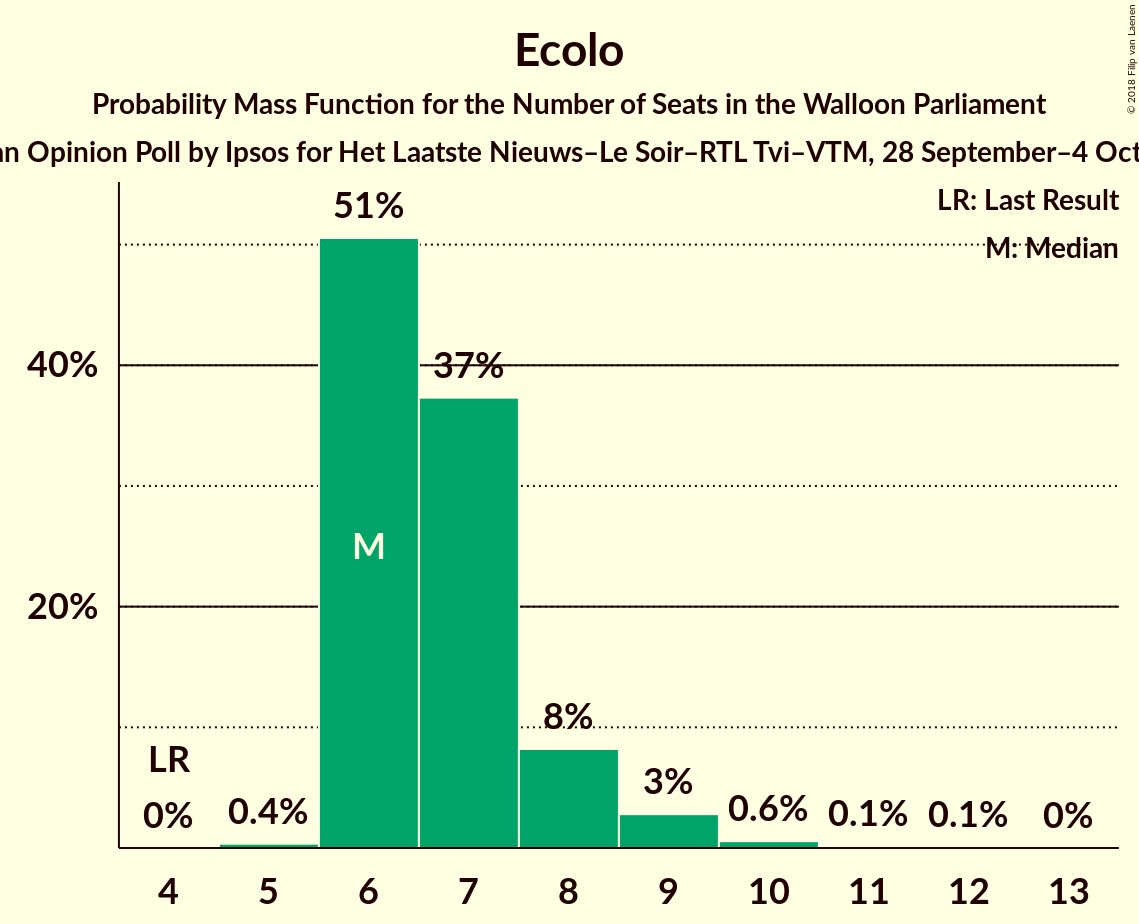 Ecolo
Probability Mass Function for the Number of Seats in the Walloon Parliament
an Opinion Poll by Ipsos for Het Laatste Nieuws–Le Soir–RTL Tvi–VTM, 28 September–4 Oct
© 2018 Filip van Laenen
LR: Last Result
M: Median
51%
40%
37%
M
20%
8%
LR
3%
0%
0.4%
0.6%
0.1%
0.1%
0%
4 5 6 7 8 9 10 11 12 13